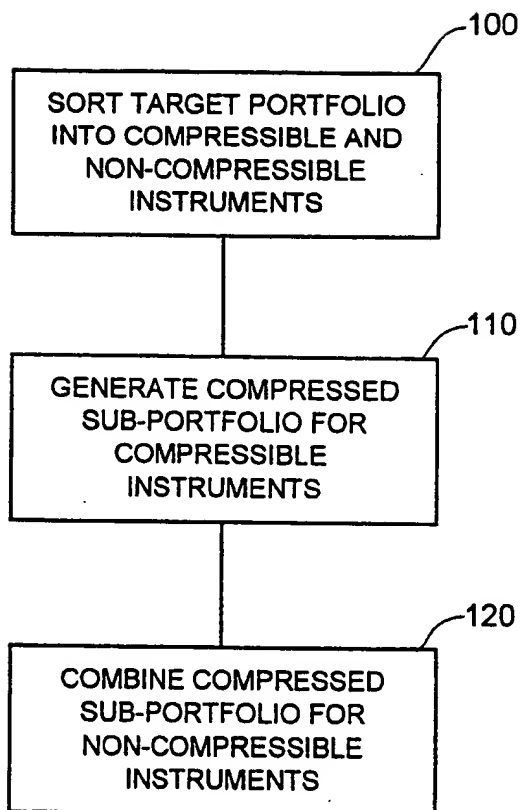 100
SORT TARGET PORTFOLIO
INTO COMPRESSIBLE AND
NON-COMPRESSIBLE
INSTRUMENTS
110
GENERATE COMPRESSED
SUB-PORTFOLIO FOR
COMPRESSIBLE
INSTRUMENTS
120
COMBINE COMPRESSED
SUB-PORTFOLIO FOR
NON-COMPRESSIBLE
INSTRUMENTS